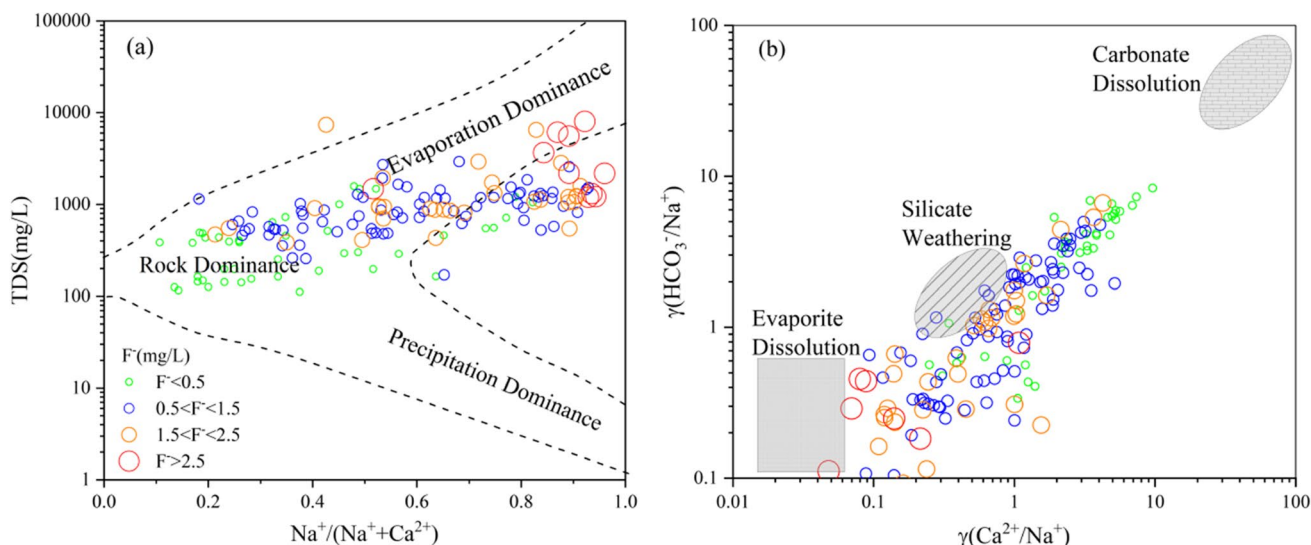 (a)
100000
10000
1000
100
10
1
TDS(mg/L)
Evaporation Dominance
Rock Dominance
Precipitation Dominance
F⁻(mg/L)
F⁻<0.5
0.5<F⁻<1.5
1.5<F⁻<2.5
F⁻>2.5
0.0 0.2 0.4 0.6 0.8 1.0
Na⁺/(Na⁺+Ca²⁺)
(b)
100
10
1
0.1
γ(HCO₃⁻/Na⁺)
Carbonate
Dissolution
Silicate
Weathering
Evaporite
Dissolution
0.01 0.1 1 10 100
γ(Ca²⁺/Na⁺)